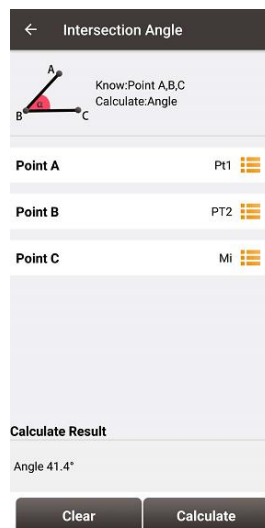 ← Intersection Angle
A
B
α
C
Know:Point A,B,C
Calculate:Angle
Point A Pt1
Point B PT2
Point C Mi
Calculate Result
Angle 41.4°
Clear Calculate